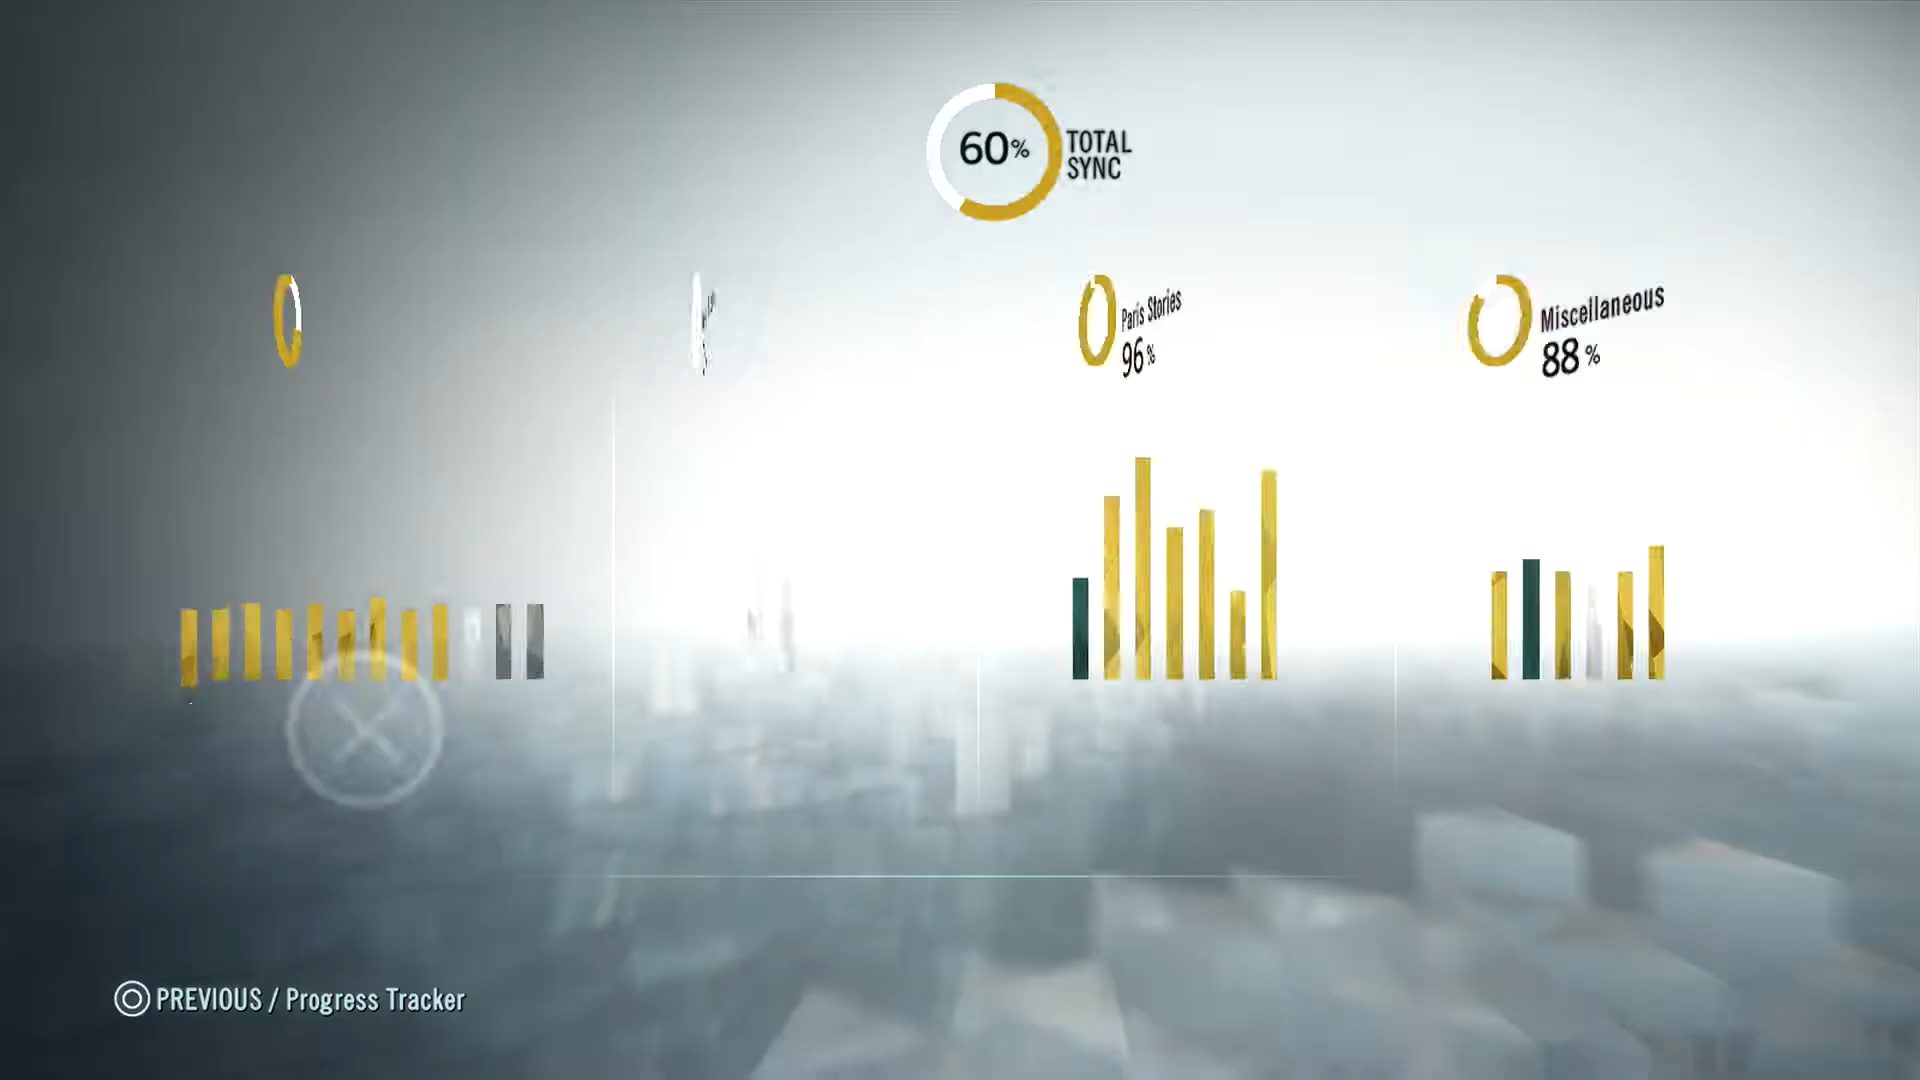 60%
TOTAL
SYNC
Paris Stories
96%
Miscellaneous
88%
PREVIOUS / Progress Tracker